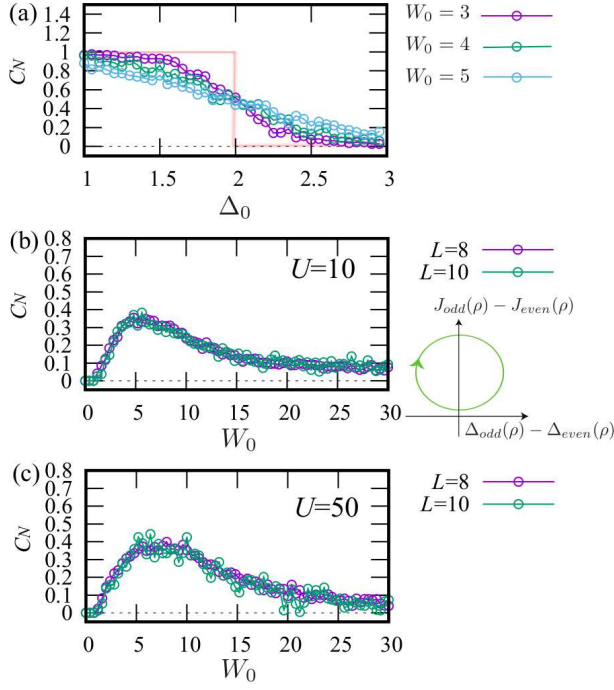 (a)
1.4
1.2
1
0.8
0.6
0.4
0.2
0
C_N
1
1.5
2
2.5
3
Δ_0
W_0 = 3
W_0 = 4
W_0 = 5
(b)
0.8
0.7
0.6
0.5
0.4
0.3
0.2
0.1
0
C_N
U=10
0
5
10
15
20
25
30
W_0
L=8
L=10
J_odd(ρ) − J_even(ρ)
Δ_odd(ρ) − Δ_even(ρ)
(c)
0.8
0.7
0.6
0.5
0.4
0.3
0.2
0.1
0
C_N
U=50
0
5
10
15
20
25
30
W_0
L=8
L=10